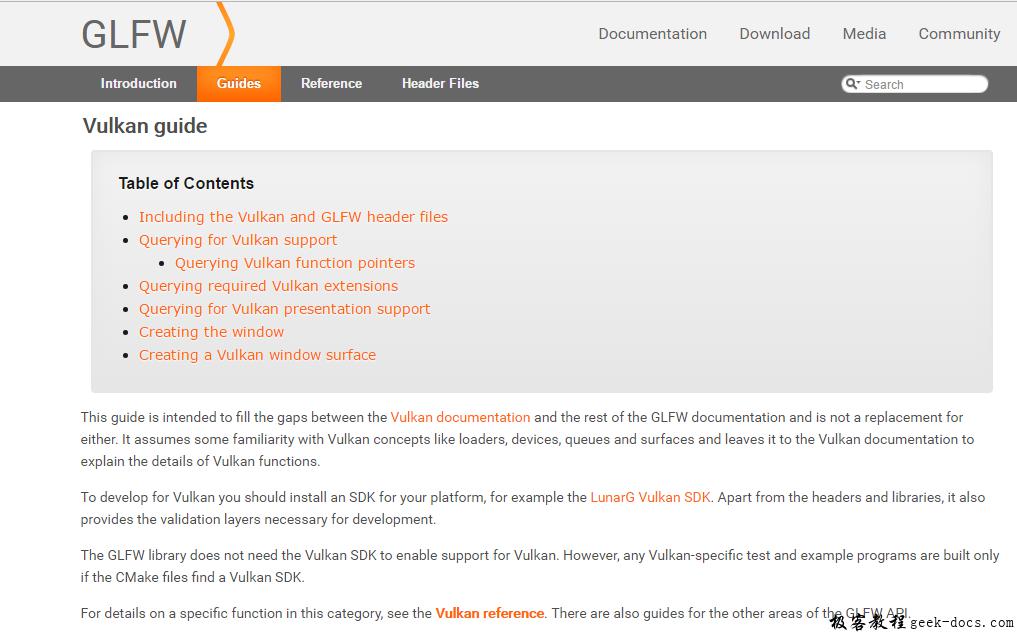 GLFW
Documentation Download Media Community
Introduction Guides Reference Header Files Search
Vulkan guide
Table of Contents
Including the Vulkan and GLFW header files
Querying for Vulkan support
Querying Vulkan function pointers
Querying required Vulkan extensions
Querying for Vulkan presentation support
Creating the window
Creating a Vulkan window surface
This guide is intended to fill the gaps between the Vulkan documentation and the rest of the GLFW documentation and is not a replacement for
either. It assumes some familiarity with Vulkan concepts like loaders, devices, queues and surfaces and leaves it to the Vulkan documentation to
explain the details of Vulkan functions.
To develop for Vulkan you should install an SDK for your platform, for example the LunarG Vulkan SDK. Apart from the headers and libraries, it also
provides the validation layers necessary for development.
The GLFW library does not need the Vulkan SDK to enable support for Vulkan. However, any Vulkan-specific test and example programs are built only
if the CMake files find a Vulkan SDK.
For details on a specific function in this category, see the Vulkan reference. There are also guides for the other areas of the GLFW API.
极客教程 geek-docs.com